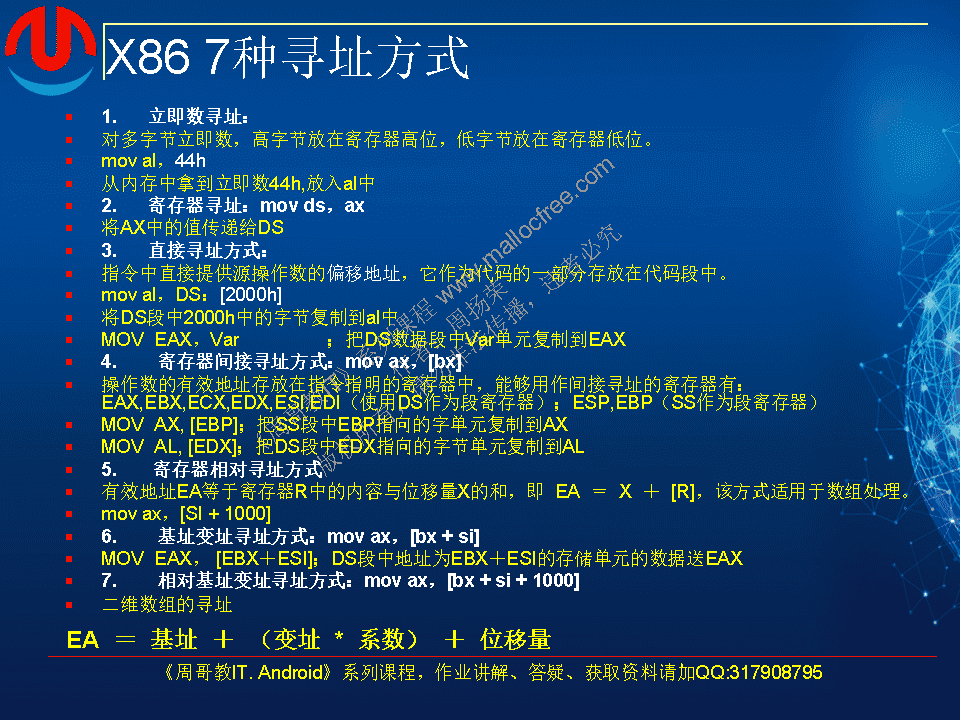 X86 7种寻址方式
1. 立即数寻址：
对多字节立即数，高字节放在寄存器高位，低字节放在寄存器低位。
mov al，44h
从内存中拿到立即数44h,放入al中
2. 寄存器寻址：mov ds，ax
将AX中的值传递给DS
3. 直接寻址方式：
指令中直接提供源操作数的偏移地址，它作为代码的一部分存放在代码段中。
mov al，DS：[2000h]
将DS段中2000h中的字节复制到al中
MOV EAX，Var ；把DS数据段中Var单元复制到EAX
4. 寄存器间接寻址方式：mov ax，[bx]
操作数的有效地址存放在指令指明的寄存器中，能够用作间接寻址的寄存器有：
EAX,EBX,ECX,EDX,ESI,EDI（使用DS作为段寄存器）；ESP,EBP（SS作为段寄存器）
MOV AX, [EBP]；把SS段中EBP指向的字单元复制到AX
MOV AL, [EDX]；把DS段中EDX指向的字节单元复制到AL
5. 寄存器相对寻址方式
有效地址EA等于寄存器R中的内容与位移量X的和，即 EA ＝ X ＋ [R]，该方式适用于数组处理。
mov ax，[SI + 1000]
6. 基址变址寻址方式：mov ax，[bx + si]
MOV EAX， [EBX＋ESI]；DS段中地址为EBX＋ESI的存储单元的数据送EAX
7. 相对基址变址寻址方式：mov ax，[bx + si + 1000]
二维数组的寻址
EA ＝ 基址 ＋ （变址 * 系数） ＋ 位移量
《周哥教IT. Android》系列课程，作业讲解、答疑、获取资料请加QQ:317908795
课程 www.mallocfree.com
周扬荣
传播，违者必究